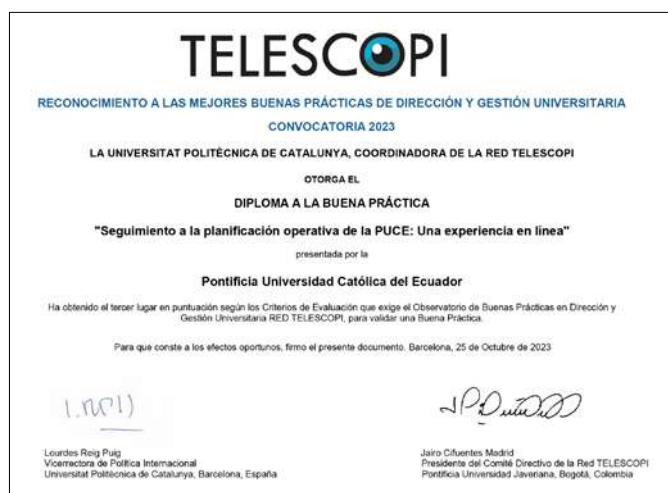 TELESCOPI
RECONOCIMIENTO A LAS MEJORES BUENAS PRÁCTICAS DE DIRECCIÓN Y GESTIÓN UNIVERSITARIA
CONVOCATORIA 2023
LA UNIVERSITAT POLITÈCNICA DE CATALUNYA, COORDINADORA DE LA RED TELESCOPI
OTORGA EL
DIPLOMA A LA BUENA PRÁCTICA
"Seguimiento a la planificación operativa de la PUCE: Una experiencia en línea"
presentada por la
Pontificia Universidad Católica del Ecuador
Ha obtenido el tercer lugar en puntuación según los Criterios de Evaluación que exige el Observatorio de Buenas Prácticas en Dirección y
Gestión Universitaria RED TELESCOPI, para validar una Buena Práctica.
Para que conste a los efectos oportunos, firmo el presente documento. Barcelona, 25 de Octubre de 2023
Lourdes Reig Puig
Vicerrectora de Política Internacional
Universitat Politècnica de Catalunya, Barcelona, España
Jairo Cifuentes Madrid
Presidente del Comité Directivo de la Red TELESCOPI
Pontificia Universidad Javeriana, Bogotá, Colombia